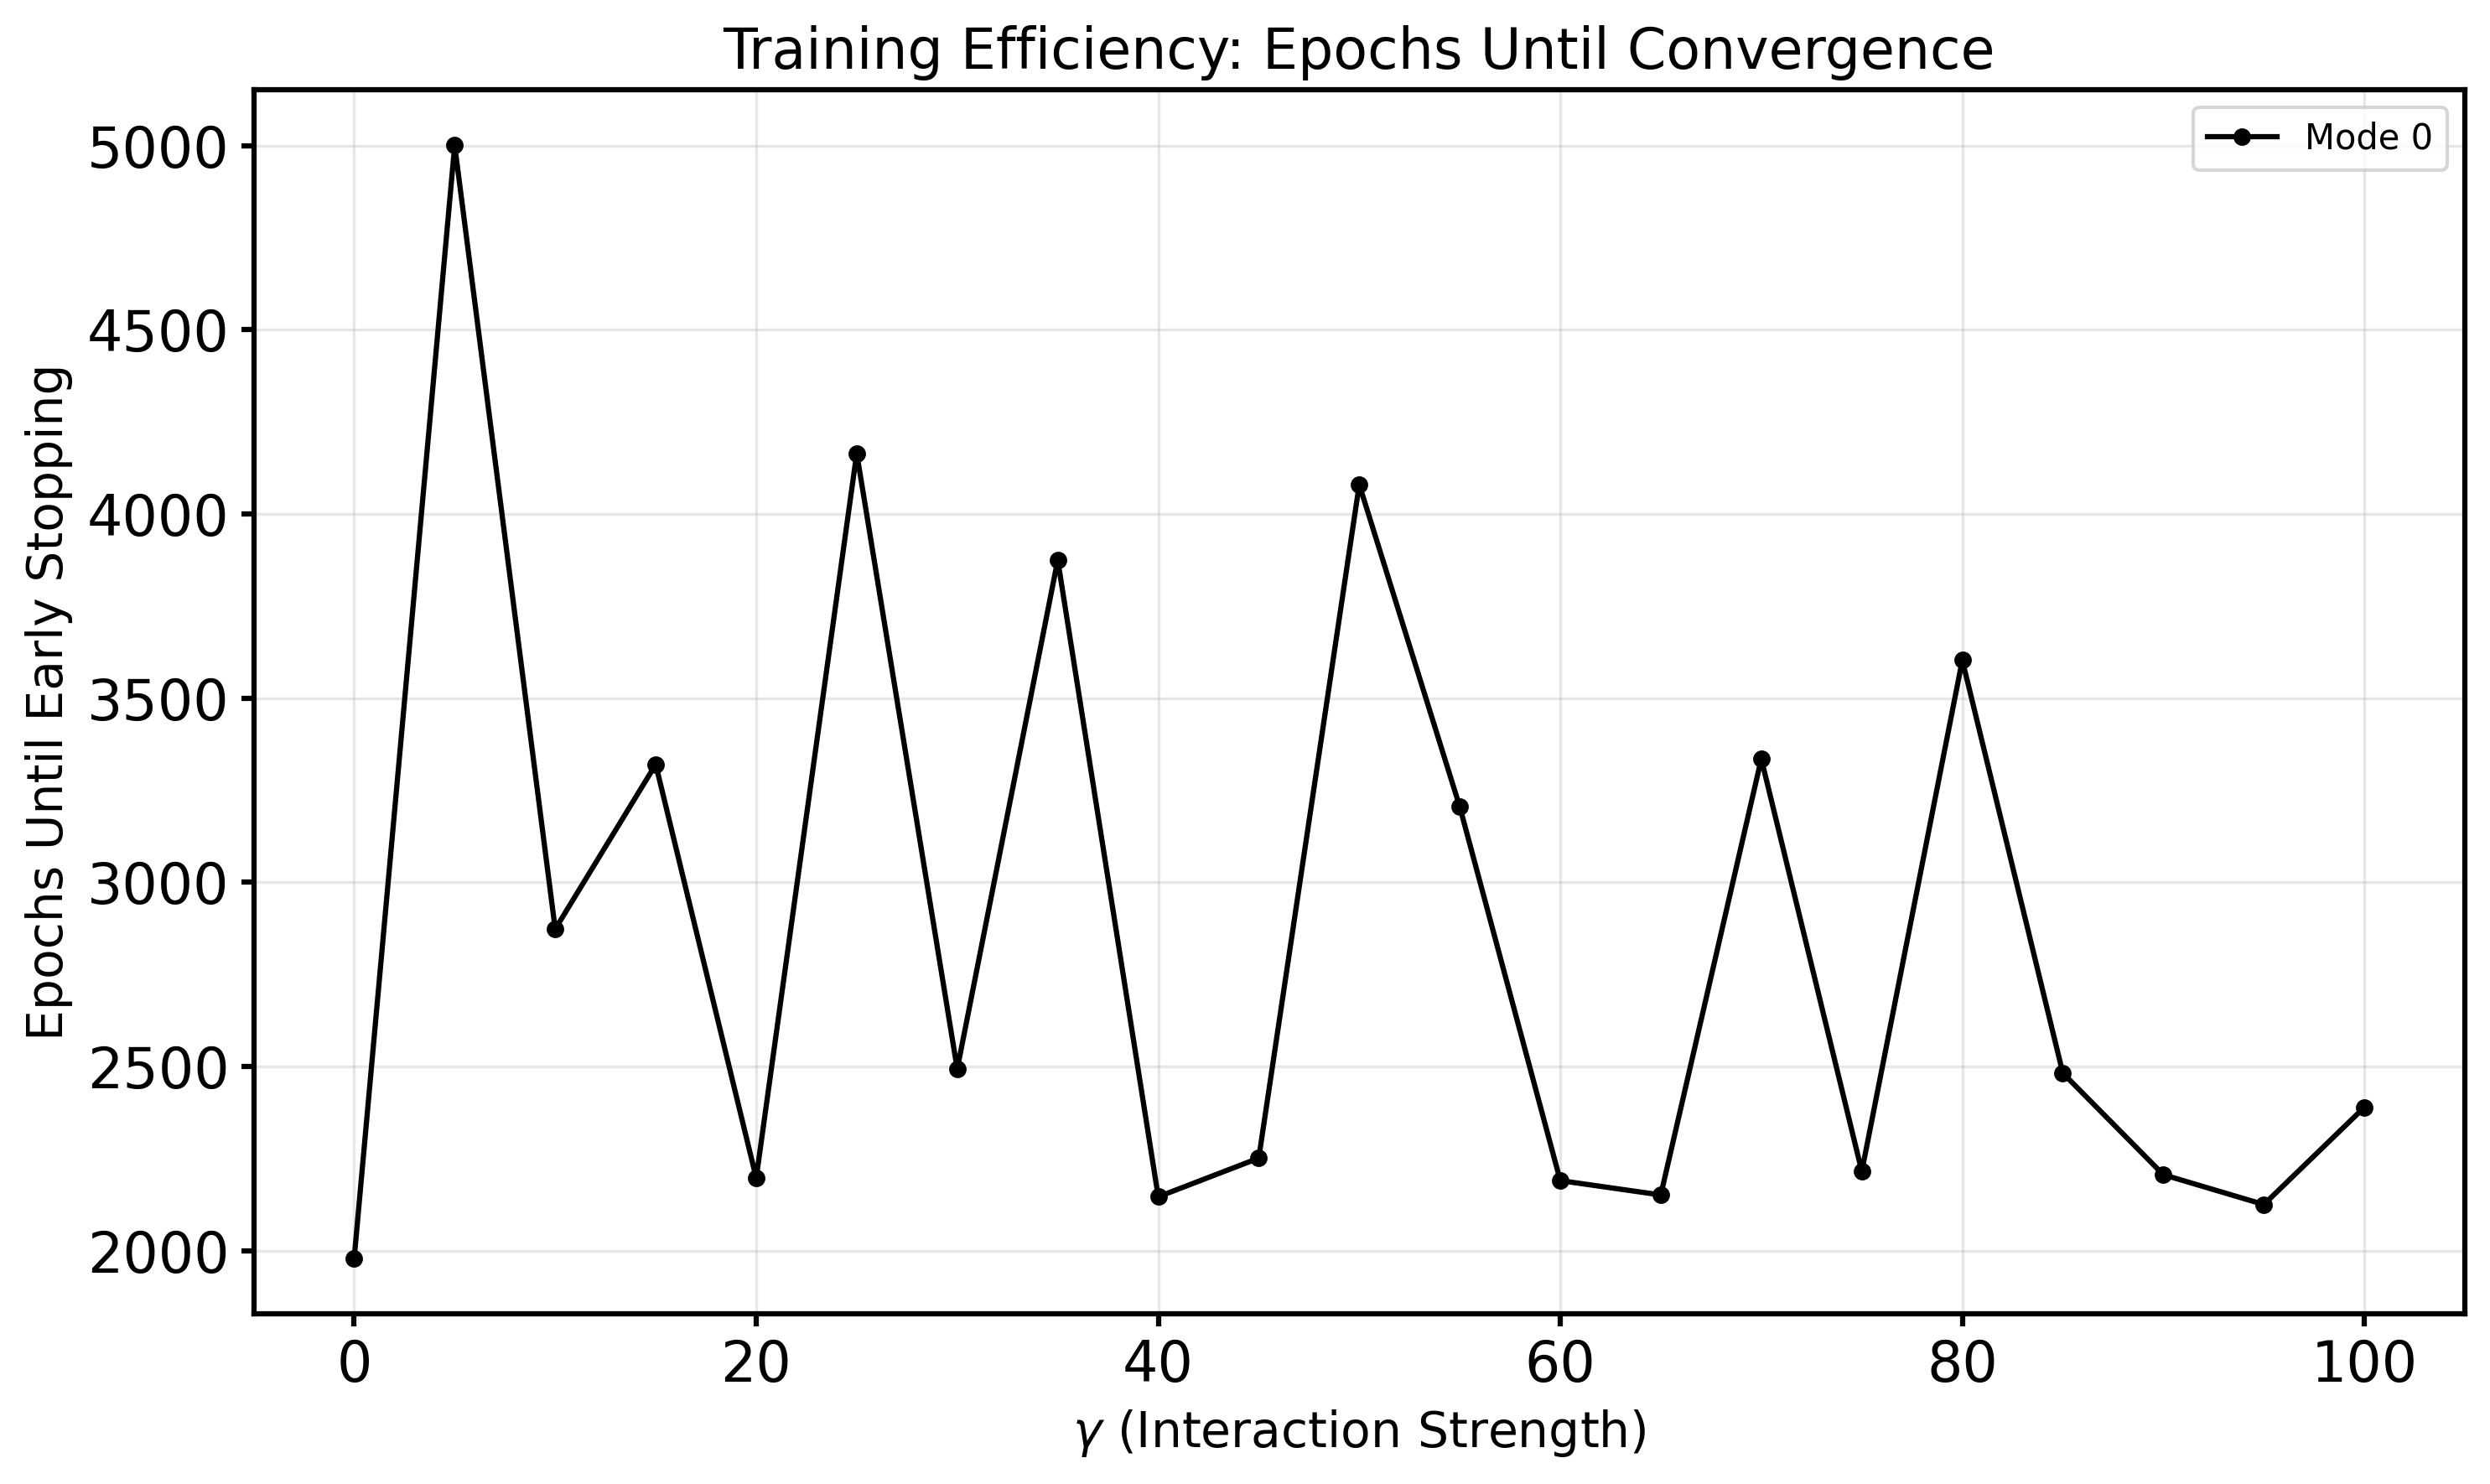 Training Efficiency: Epochs Until Convergence
Mode 0
Epochs Until Early Stopping
5000
4500
4000
3500
3000
2500
2000
0 20 40 60 80 100
γ (Interaction Strength)